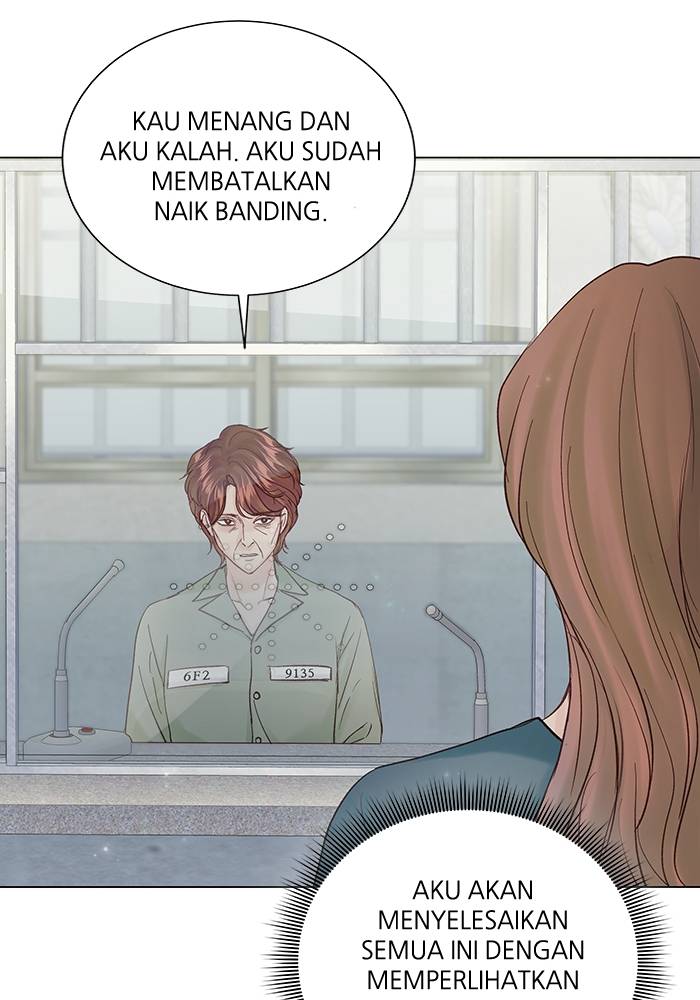 KAU MENANG DAN
AKU KALAH. AKU SUDAH
MEMBATALKAN
NAIK BANDING.
6F2
9135
AKU AKAN
MENYELESAIKAN
SEMUA INI DENGAN
MEMPERLIHATKAN